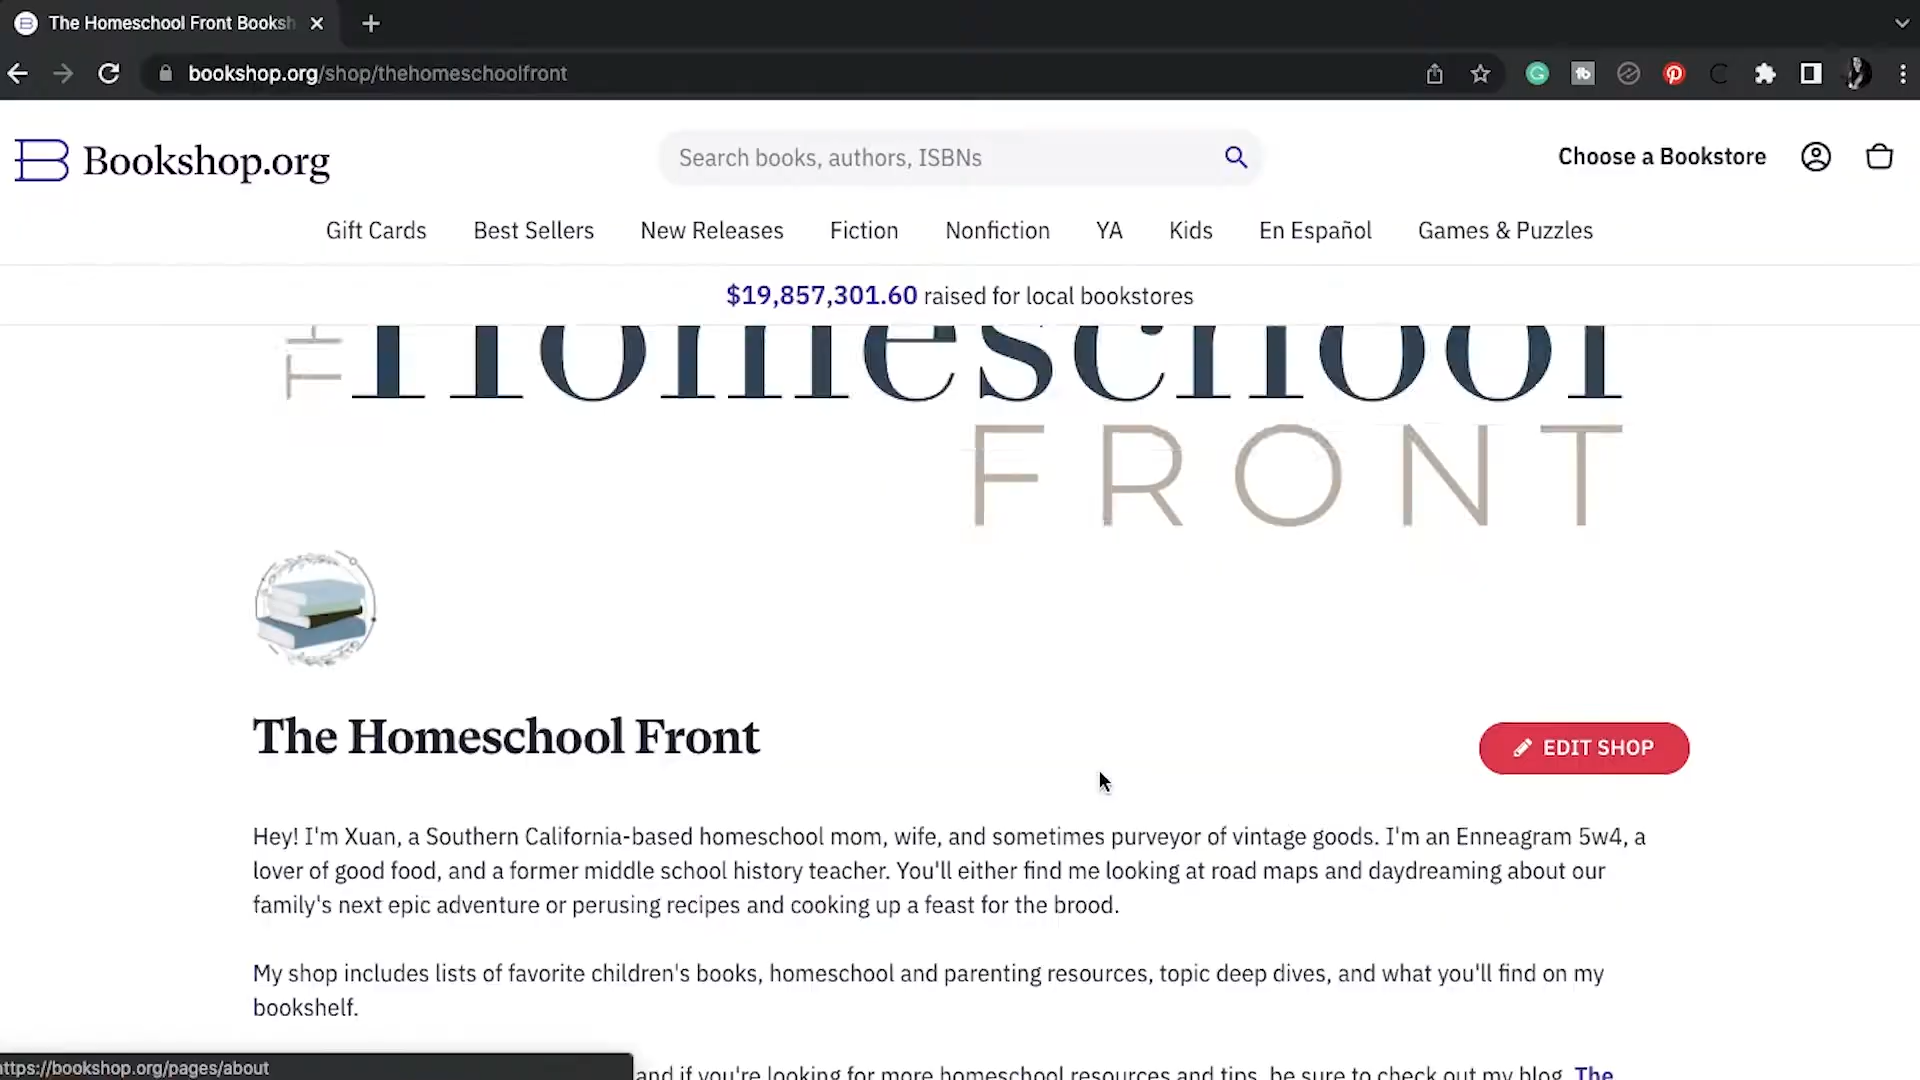 The Homeschool Front Booksh
bookshop.org/shop/thehomeschoolfront
Bookshop.org
Search books, authors, ISBNs
Choose a Bookstore
Gift Cards Best Sellers New Releases Fiction Nonfiction YA Kids En Español Games & Puzzles
$19,857,301.60 raised for local bookstores
Homeschool
FRONT
The Homeschool Front
EDIT SHOP
Hey! I'm Xuan, a Southern California-based homeschool mom, wife, and sometimes purveyor of vintage goods. I'm an Enneagram 5w4, a
lover of good food, and a former middle school history teacher. You'll either find me looking at road maps and daydreaming about our
family's next epic adventure or perusing recipes and cooking up a feast for the brood.
My shop includes lists of favorite children's books, homeschool and parenting resources, topic deep dives, and what you'll find on my
bookshelf.
and if you're looking for more homeschool resources and tips, be sure to check out my blog, The
ttps://bookshop.org/pages/about